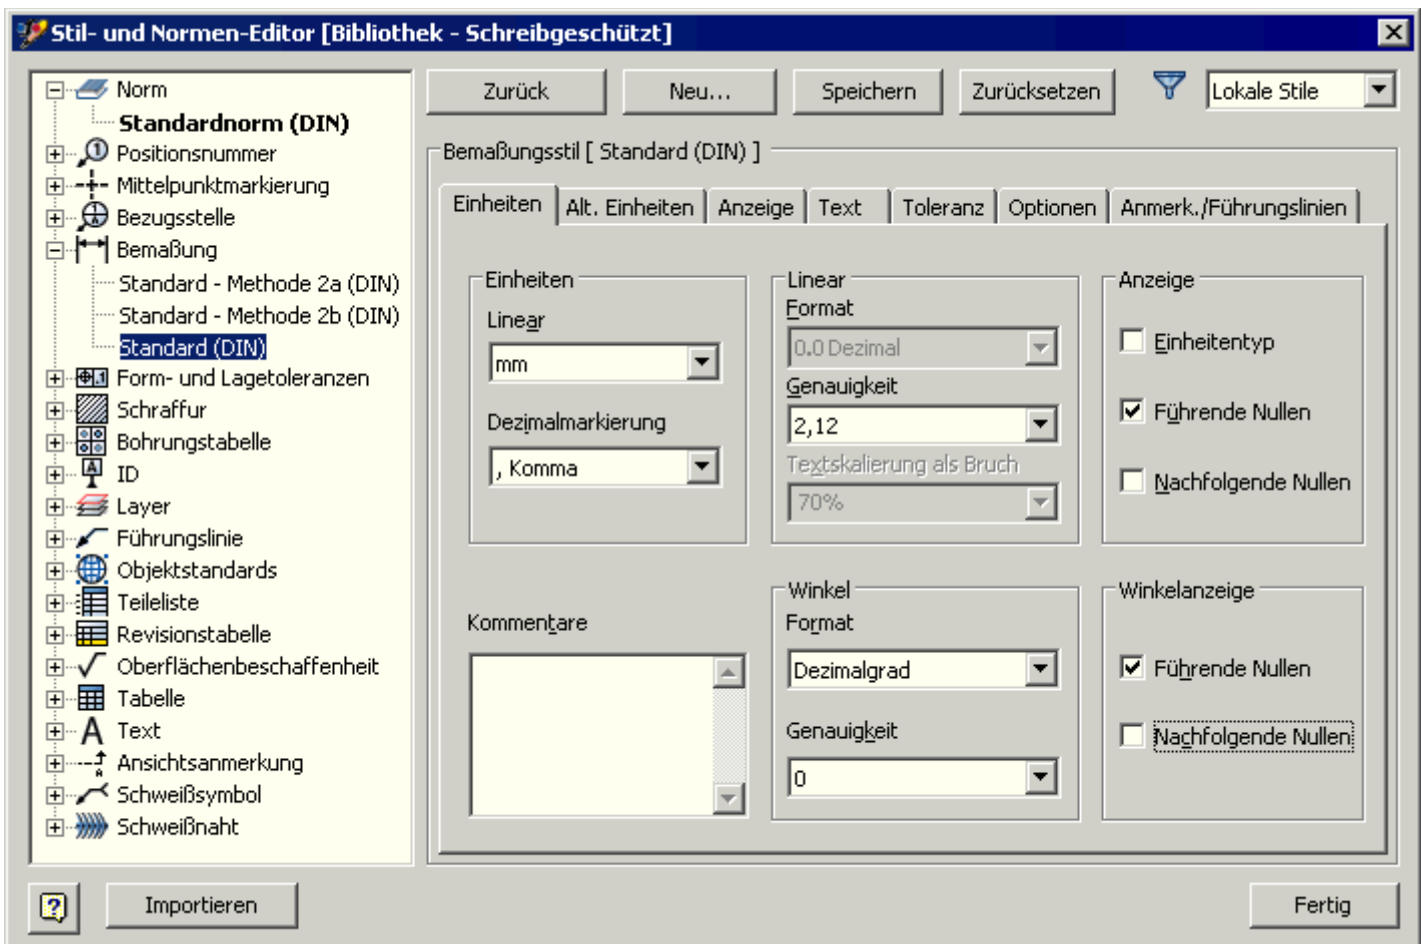 Stil- und Normen-Editor [Bibliothek - Schreibgeschützt]
Norm
Standardnorm (DIN)
Positionsnummer
Mittelpunktmarkierung
Bezugsstelle
Bemaßung
Standard - Methode 2a (DIN)
Standard - Methode 2b (DIN)
Standard (DIN)
Form- und Lagetoleranzen
Schraffur
Bohrungstabelle
ID
Layer
Führungslinie
Objektstandards
Teileliste
Revisionstabelle
Oberflächenbeschaffenheit
Tabelle
Text
Ansichtsanmerkung
Schweißsymbol
Schweißnaht
Zurück Neu... Speichern Zurücksetzen Lokale Stile
Bemaßungsstil [ Standard (DIN) ]
Einheiten Alt. Einheiten Anzeige Text Toleranz Optionen Anmerk./Führungslinien
Einheiten
Linear
mm
Dezimalmarkierung
, Komma
Linear
Format
0.0 Dezimal
Genauigkeit
2,12
Textskalierung als Bruch
70%
Anzeige
Einheitentyp
Führende Nullen
Nachfolgende Nullen
Kommentare
Winkel
Format
Dezimalgrad
Genauigkeit
0
Winkelanzeige
Führende Nullen
Nachfolgende Nullen
? Importieren Fertig